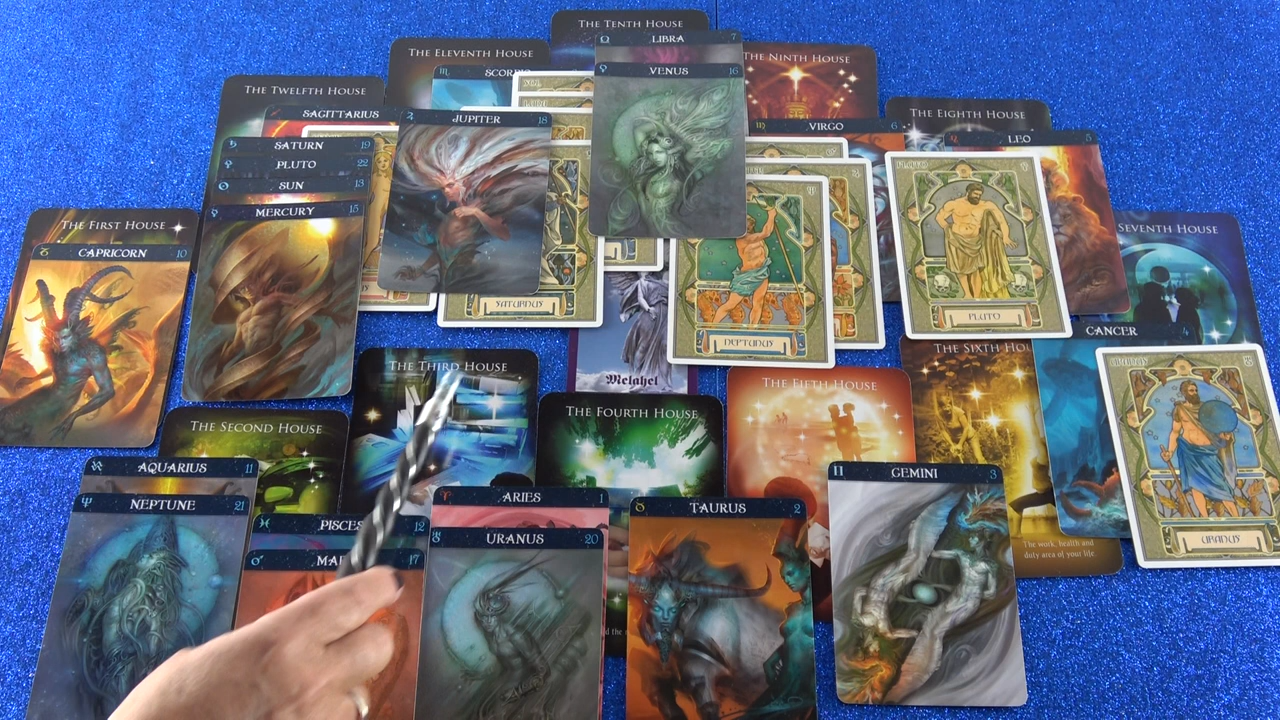 THE TENTH HOUSE
LIBRA 7
VENUS 16
THE ELEVENTH HOUSE
THE NINTH HOUSE
THE TWELFTH HOUSE
THE EIGHTH HOUSE
SAGITTARIUS
JUPITER 18
VIRGO 6
LEO 5
SATURN 19
PLUTO 22
SUN 13
MERCURY 15
PLUTO
PLUTO
SATURNUS
NEPTUNUS
Melahel
THE FIRST HOUSE
CAPRICORN 10
SEVENTH HOUSE
CANCER 4
URANUS
THE THIRD HOUSE
THE FIFTH HOUSE
THE SECOND HOUSE
THE FOURTH HOUSE
The work, health and
duty area of your life
AQUARIUS 11
NEPTUNE 21
PISCES 12
17
ARIES 1
URANUS 20
TAURUS 2
GEMINI 3